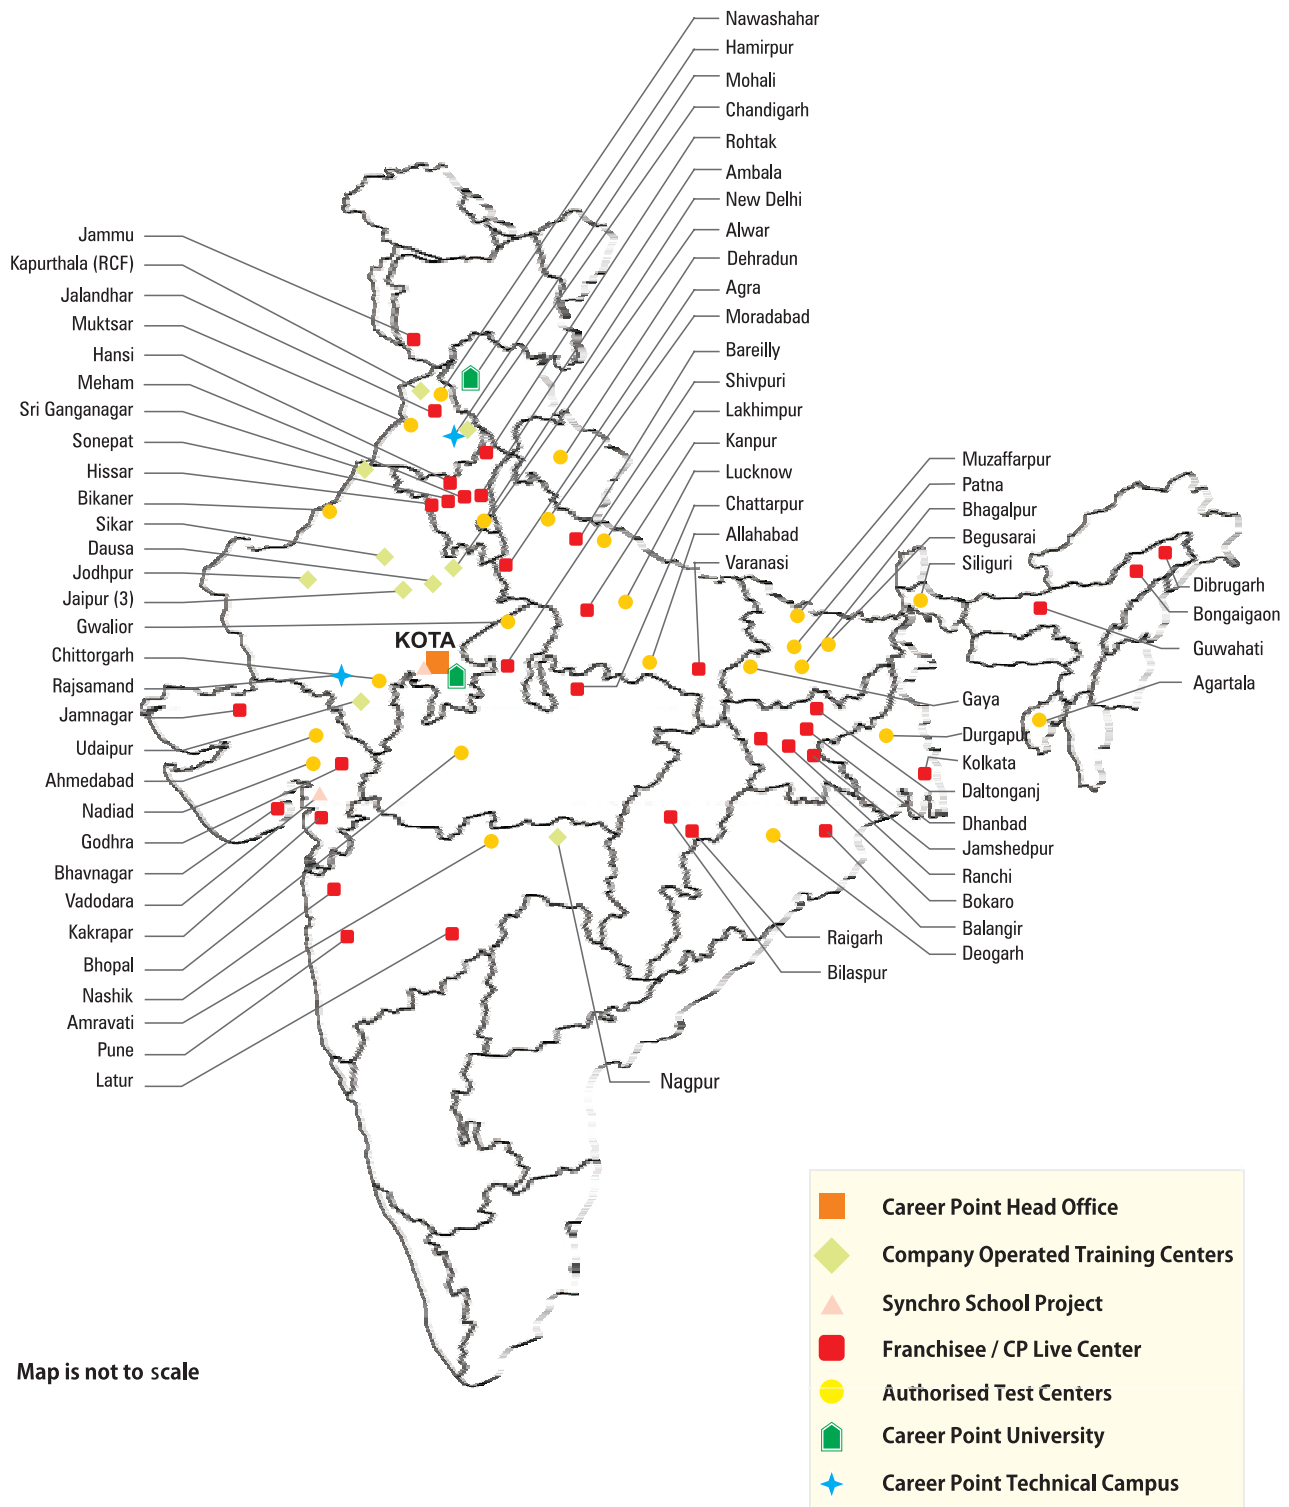 Nawashahar
Hamirpur
Mohali
Chandigarh
Rohtak
Ambala
New Delhi
Alwar
Dehradun
Agra
Moradabad
Bareilly
Shivpuri
Lakhimpur
Kanpur
Lucknow
Chattarpur
Allahabad
Varanasi
Jammu
Kapurthala (RCF)
Jalandhar
Muktsar
Hansi
Meham
Sri Ganganagar
Sonepat
Hissar
Bikaner
Sikar
Dausa
Jodhpur
Jaipur (3)
Gwalior
Chittorgarh
Rajsamand
Jamnagar
Udaipur
Ahmedabad
Nadiad
Godhra
Bhavnagar
Vadodara
Kakrapar
Bhopal
Nashik
Amravati
Pune
Latur
KOTA
Muzaffarpur
Patna
Bhagalpur
Begusarai
Siliguri
Dibrugarh
Bongaigaon
Guwahati
Agartala
Gaya
Durgapur
Kolkata
Daltonganj
Dhanbad
Jamshedpur
Ranchi
Bokaro
Balangir
Deogarh
Raigarh
Bilaspur
Nagpur
Map is not to scale
Career Point Head Office
Company Operated Training Centers
Synchro School Project
Franchisee / CP Live Center
Authorised Test Centers
Career Point University
Career Point Technical Campus